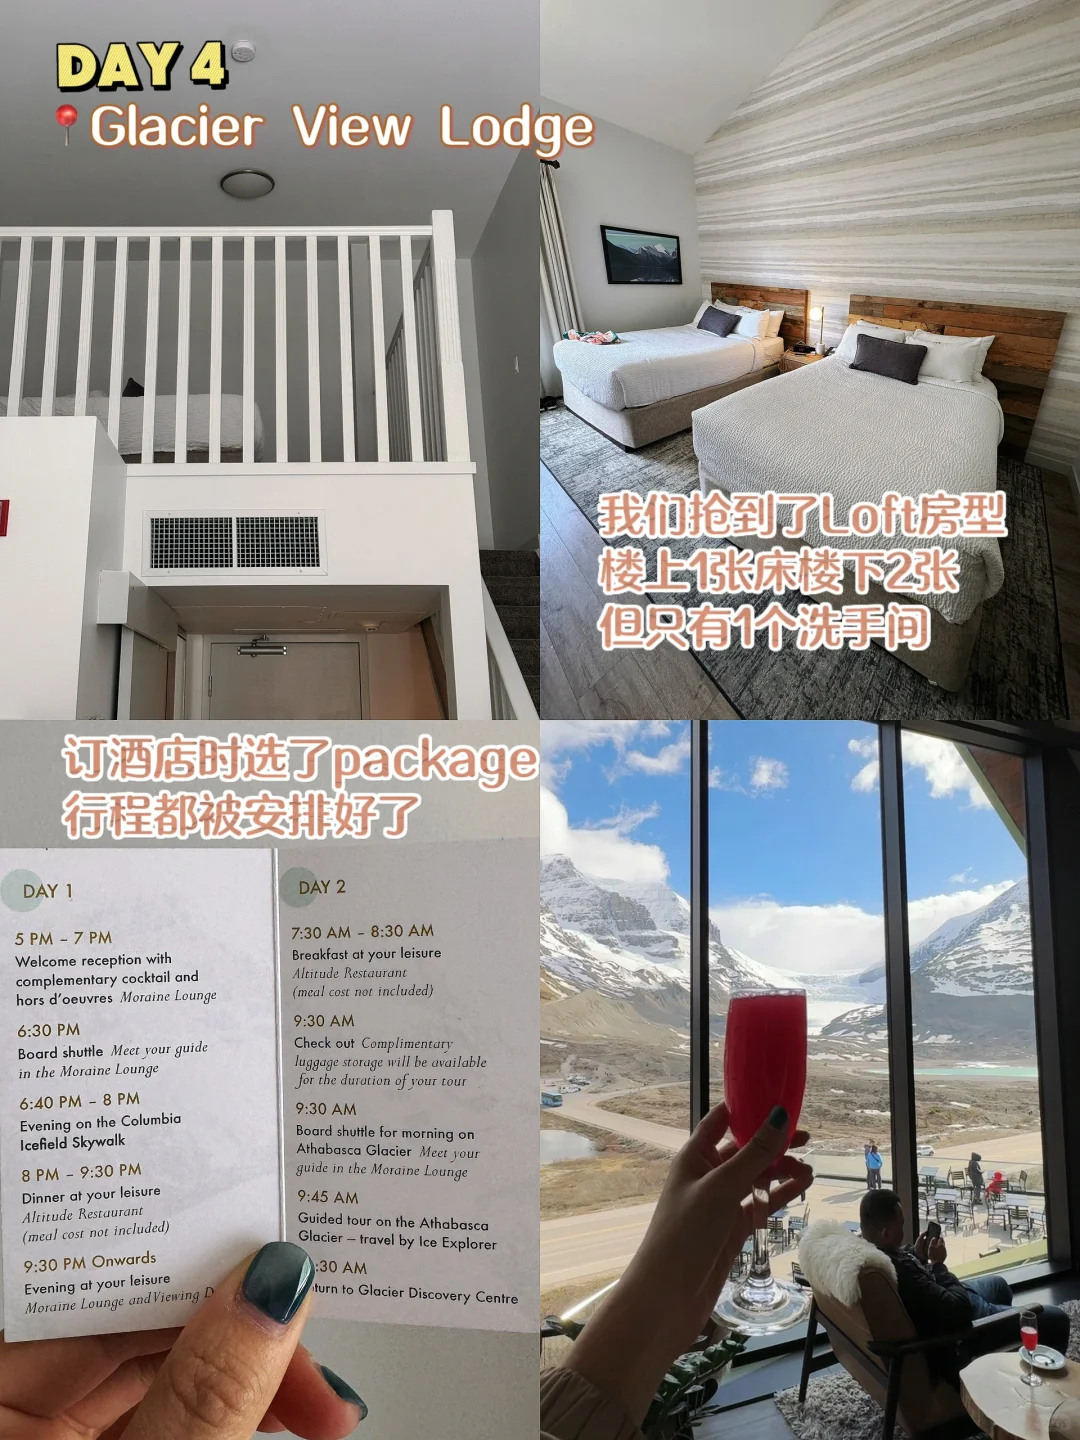 DAY 4
Glacier View Lodge
我们抢到了Loft房型
楼上1张床楼下2张
但只有1个洗手间
订酒店时选了package
行程都被安排好了
DAY 1
5 PM – 7 PM
Welcome reception with
complementary cocktail and
hors d'oeuvres Moraine Lounge
6:30 PM
Board shuttle Meet your guide
in the Moraine Lounge
6:40 PM – 8 PM
Evening on the Columbia
Icefield Skywalk
8 PM – 9:30 PM
Dinner at your leisure
Altitude Restaurant
(meal cost not included)
9:30 PM Onwards
Evening at your leisure
Moraine Lounge and Viewing
DAY 2
7:30 AM – 8:30 AM
Breakfast at your leisure
Altitude Restaurant
(meal cost not included)
9:30 AM
Check out Complimentary
luggage storage will be available
for the duration of your tour
9:30 AM
Board shuttle for morning on
Athabasca Glacier Meet your
guide in the Moraine Lounge
9:45 AM
Guided tour on the Athabasca
Glacier – travel by Ice Explorer
:30 AM
to Glacier Discovery Centre